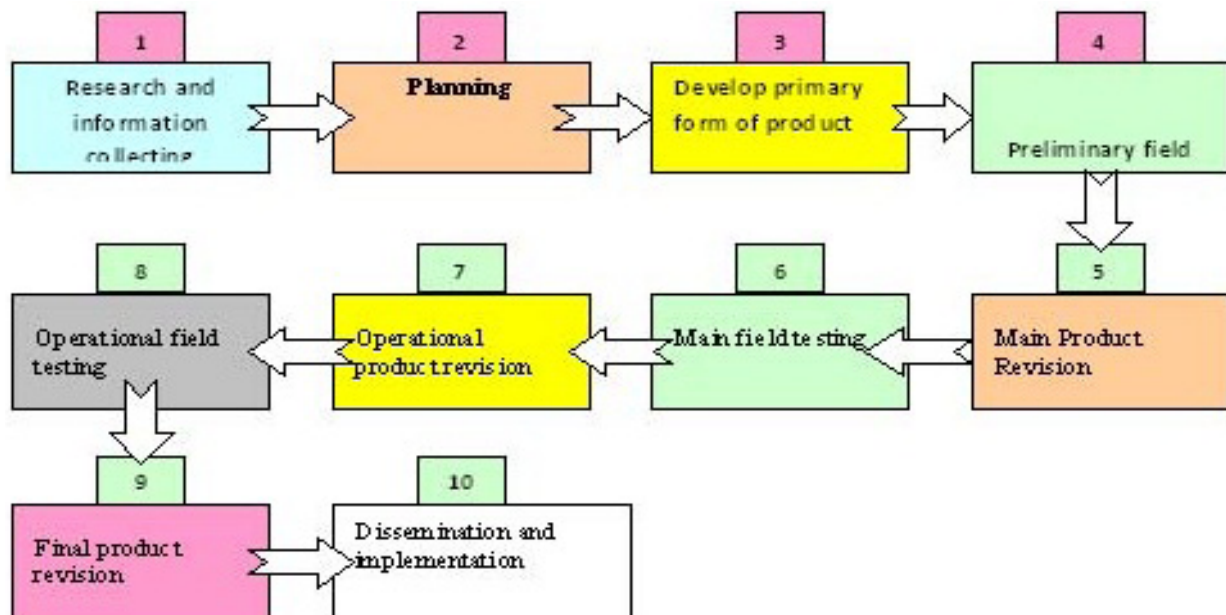 1
Research and
information
collecting
2
Planning
3
Develop primary
form of product
4
Preliminary field
5
Main Product
Revision
6
Main field testing
7
Operational
product revision
8
Operational field
testing
9
Final product
revision
10
Dissemination and
implementation